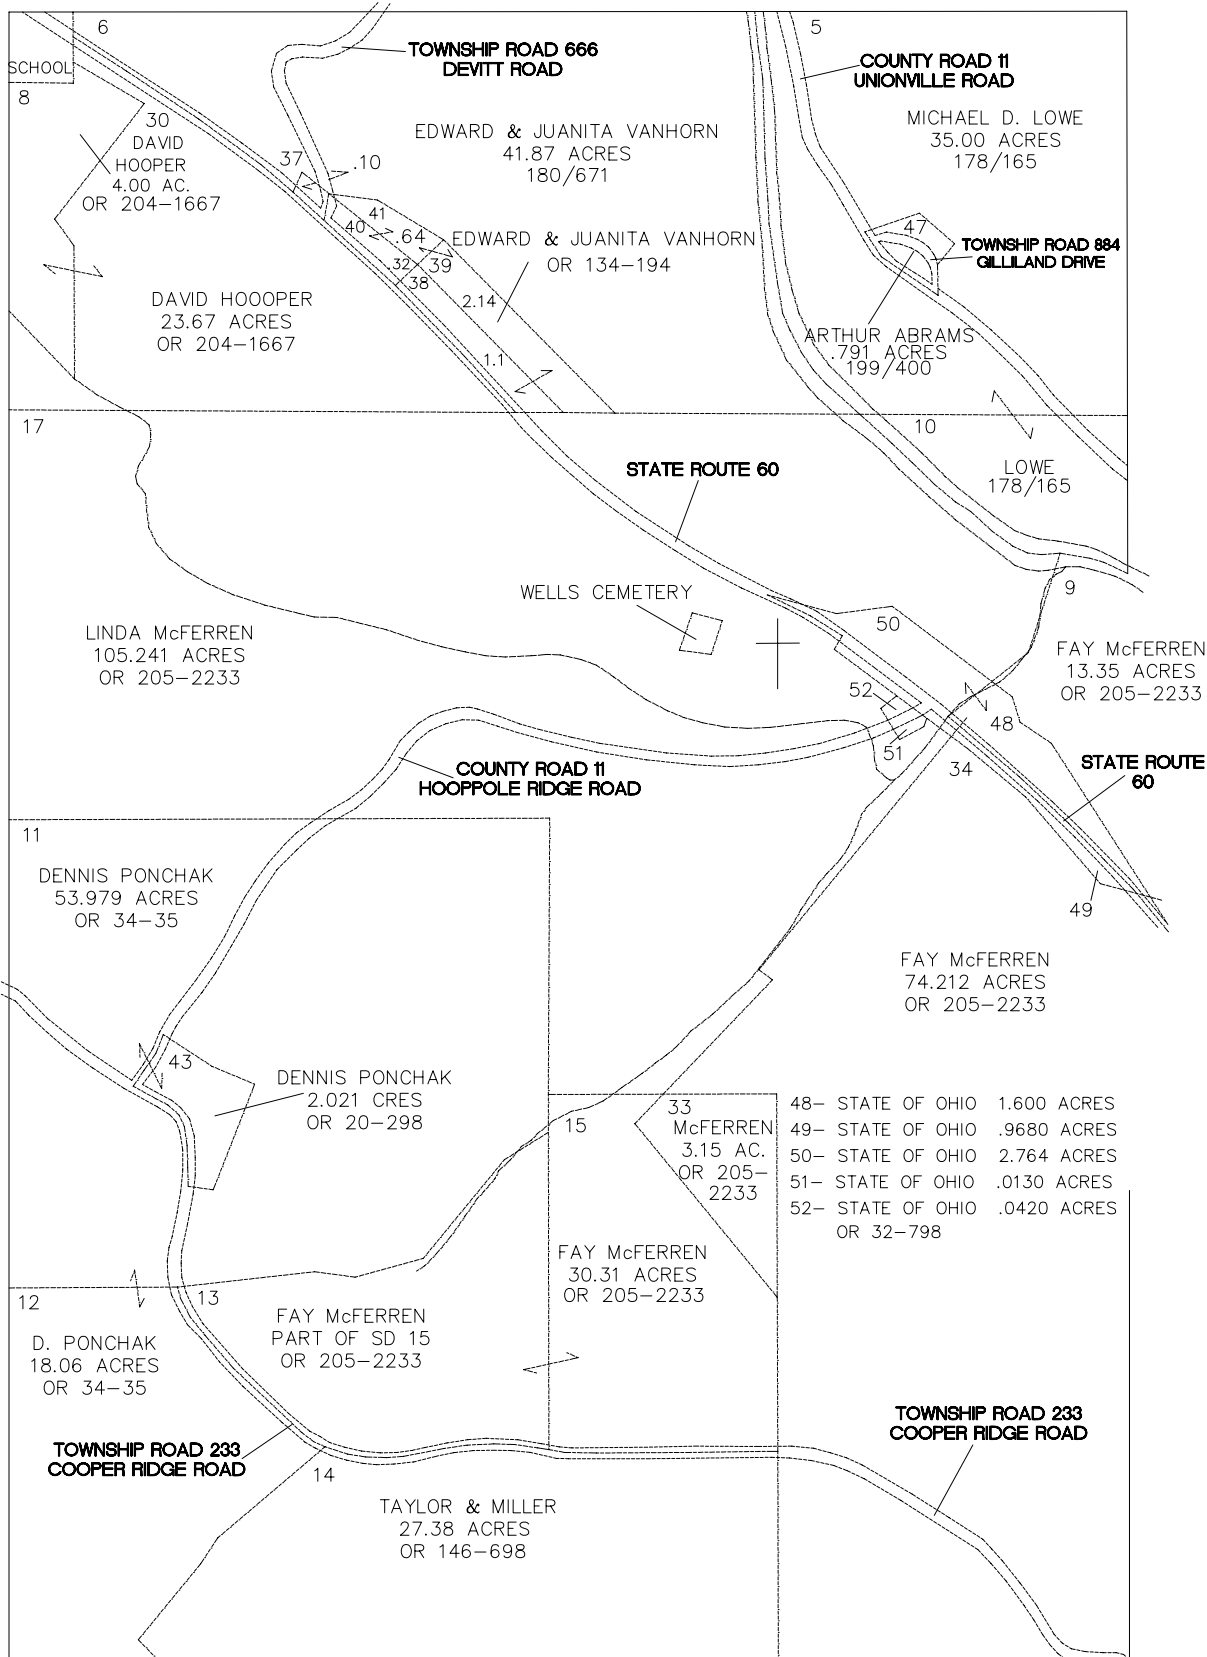 6
5
TOWNSHIP ROAD 666
DEVITT ROAD
COUNTY ROAD 11
UNIONVILLE ROAD
SCHOOL
8
30
DAVID
HOOPER
4.00 AC.
OR 204-1667
37
.10
EDWARD & JUANITA VANHORN
41.87 ACRES
180/671
MICHAEL D. LOWE
35.00 ACRES
178/165
41
40
.64
.32
39
38
EDWARD & JUANITA VANHORN
OR 134-194
47
TOWNSHIP ROAD 884
GILLILAND DRIVE
2.14
1.1
DAVID HOOOPER
23.67 ACRES
OR 204-1667
ARTHUR ABRAMS
.791 ACRES
199/400
17
10
STATE ROUTE 60
LOWE
178/165
WELLS CEMETERY
9
50
LINDA McFERREN
105.241 ACRES
OR 205-2233
FAY McFERREN
13.35 ACRES
OR 205-2233
52
48
51
34
COUNTY ROAD 11
HOOPPOLE RIDGE ROAD
STATE ROUTE
60
11
DENNIS PONCHAK
53.979 ACRES
OR 34-35
49
FAY McFERREN
74.212 ACRES
OR 205-2233
43
DENNIS PONCHAK
2.021 CRES
OR 20-298
15
33
McFERREN
3.15 AC.
OR 205-
2233
48- STATE OF OHIO 1.600 ACRES
49- STATE OF OHIO .9680 ACRES
50- STATE OF OHIO 2.764 ACRES
51- STATE OF OHIO .0130 ACRES
52- STATE OF OHIO .0420 ACRES
OR 32-798
FAY McFERREN
30.31 ACRES
OR 205-2233
12
13
FAY McFERREN
PART OF SD 15
OR 205-2233
D. PONCHAK
18.06 ACRES
OR 34-35
TOWNSHIP ROAD 233
COOPER RIDGE ROAD
TOWNSHIP ROAD 233
COOPER RIDGE ROAD
14
TAYLOR & MILLER
27.38 ACRES
OR 146-698